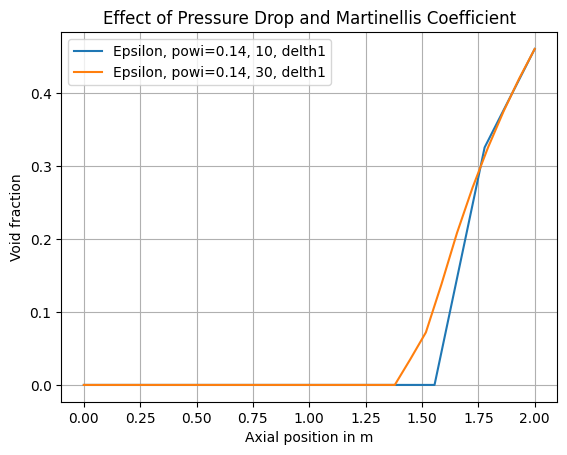 Effect of Pressure Drop and Martinellis Coefficient
Epsilon, powi=0.14, 10, delth1
Epsilon, powi=0.14, 30, delth1
Void fraction
0.4
0.3
0.2
0.1
0.0
0.00 0.25 0.50 0.75 1.00 1.25 1.50 1.75 2.00
Axial position in m